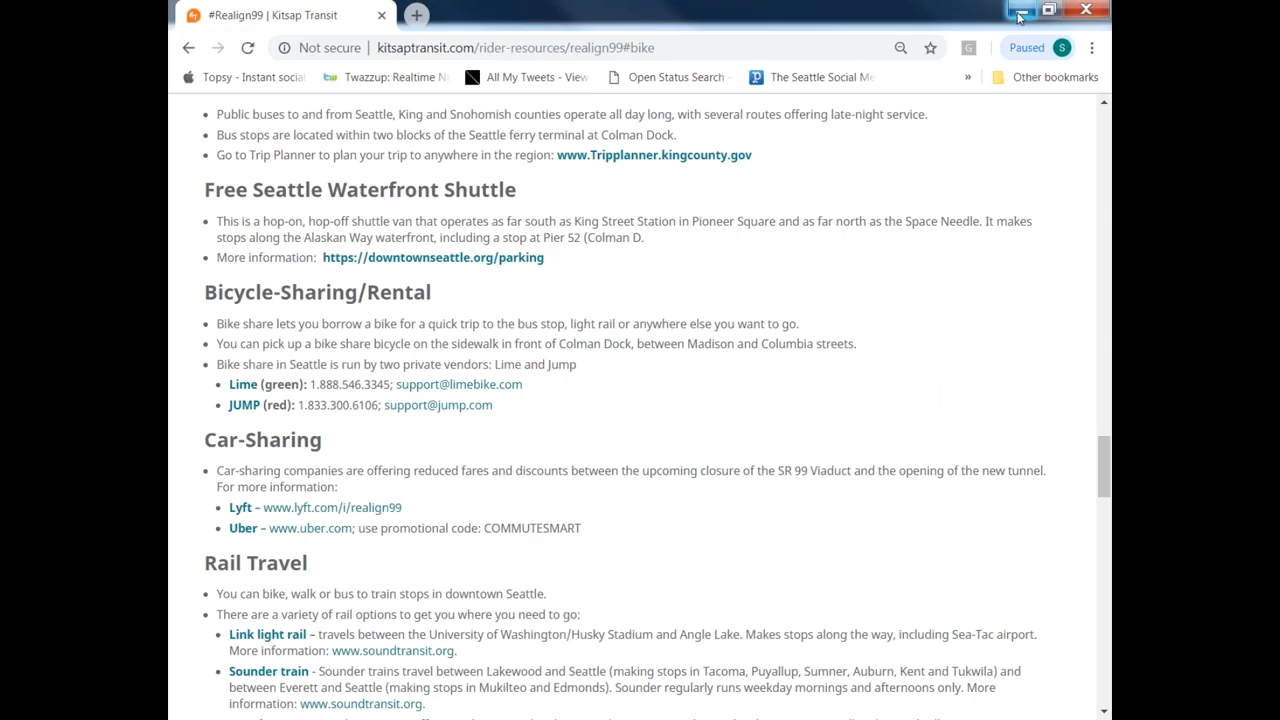 #Realign99 | Kitsap Transit
Not secure | kitsaptransit.com/rider-resources/realign99#bike
G
Paused S
Topsy - Instant social
tw Twazzup: Realtime N
All My Tweets - View
Open Status Search -
The Seattle Social Me
» Other bookmarks
• Public buses to and from Seattle, King and Snohomish counties operate all day long, with several routes offering late-night service.
• Bus stops are located within two blocks of the Seattle ferry terminal at Colman Dock.
• Go to Trip Planner to plan your trip to anywhere in the region: www.Tripplanner.kingcounty.gov
Free Seattle Waterfront Shuttle
• This is a hop-on, hop-off shuttle van that operates as far south as King Street Station in Pioneer Square and as far north as the Space Needle. It makes
stops along the Alaskan Way waterfront, including a stop at Pier 52 (Colman D.
• More information: https://downtownseattle.org/parking
Bicycle-Sharing/Rental
• Bike share lets you borrow a bike for a quick trip to the bus stop, light rail or anywhere else you want to go.
• You can pick up a bike share bicycle on the sidewalk in front of Colman Dock, between Madison and Columbia streets.
• Bike share in Seattle is run by two private vendors: Lime and Jump
• Lime (green): 1.888.546.3345; support@limebike.com
• JUMP (red): 1.833.300.6106; support@jump.com
Car-Sharing
• Car-sharing companies are offering reduced fares and discounts between the upcoming closure of the SR 99 Viaduct and the opening of the new tunnel.
For more information:
• Lyft – www.lyft.com/i/realign99
• Uber – www.uber.com; use promotional code: COMMUTESMART
Rail Travel
• You can bike, walk or bus to train stops in downtown Seattle.
• There are a variety of rail options to get you where you need to go:
• Link light rail – travels between the University of Washington/Husky Stadium and Angle Lake. Makes stops along the way, including Sea-Tac airport.
More information: www.soundtransit.org.
• Sounder train - Sounder trains travel between Lakewood and Seattle (making stops in Tacoma, Puyallup, Sumner, Auburn, Kent and Tukwila) and
between Everett and Seattle (making stops in Mukilteo and Edmonds). Sounder regularly runs weekday mornings and afternoons only. More
information: www.soundtransit.org.